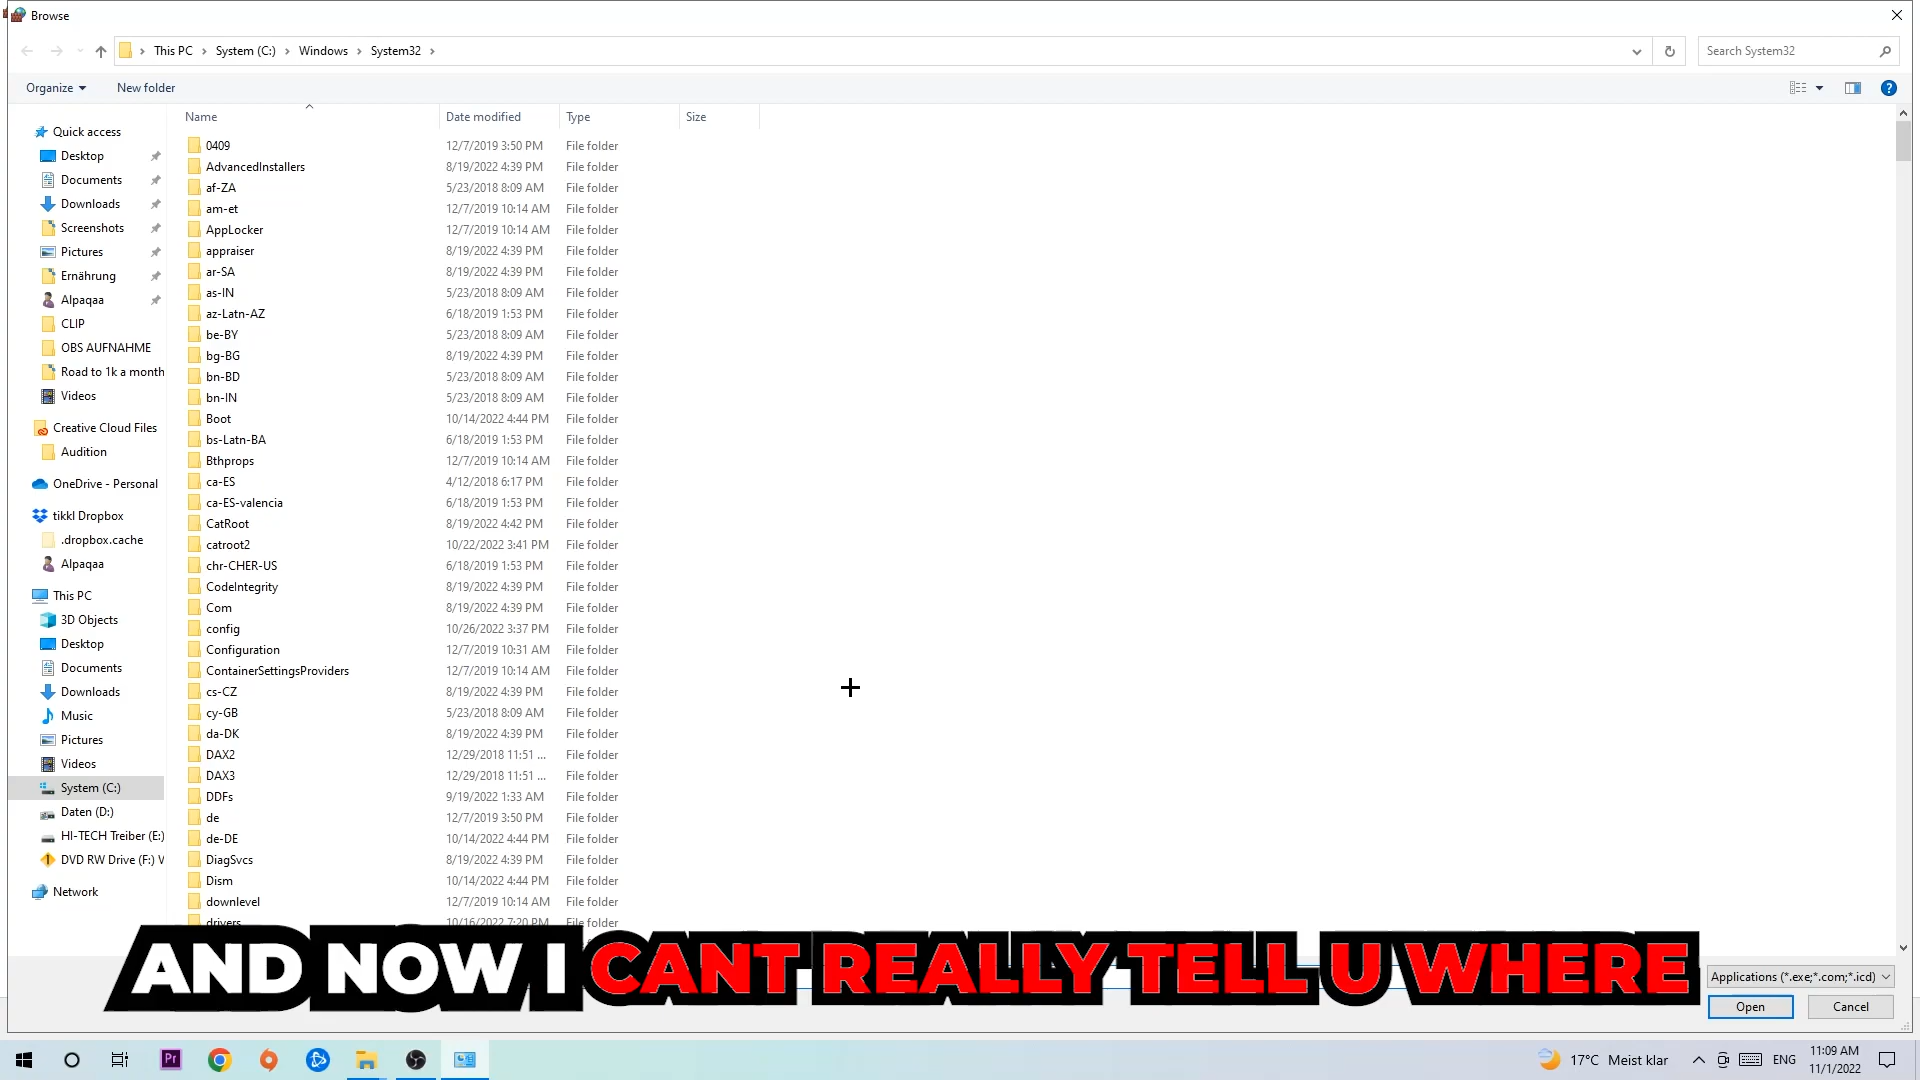 Browse
This PC > System (C:) > Windows > System32 >
Search System32
Organize
New folder
Name Date modified Type Size
Quick access
Desktop
Documents
Downloads
Screenshots
Pictures
Ernährung
Alpaqaa
CLIP
OBS AUFNAHME
Road to 1k a month
Videos
Creative Cloud Files
Audition
OneDrive - Personal
tikkl Dropbox
.dropbox.cache
Alpaqaa
This PC
3D Objects
Desktop
Documents
Downloads
Music
Pictures
Videos
System (C:)
Daten (D:)
HI-TECH Treiber (E:)
DVD RW Drive (F:) V
Network
0409 12/7/2019 3:50 PM File folder
AdvancedInstallers 8/19/2022 4:39 PM File folder
af-ZA 5/23/2018 8:09 AM File folder
am-et 12/7/2019 10:14 AM File folder
AppLocker 12/7/2019 10:14 AM File folder
appraiser 8/19/2022 4:39 PM File folder
ar-SA 8/19/2022 4:39 PM File folder
as-IN 5/23/2018 8:09 AM File folder
az-Latn-AZ 6/18/2019 1:53 PM File folder
be-BY 5/23/2018 8:09 AM File folder
bg-BG 8/19/2022 4:39 PM File folder
bn-BD 5/23/2018 8:09 AM File folder
bn-IN 5/23/2018 8:09 AM File folder
Boot 10/14/2022 4:44 PM File folder
bs-Latn-BA 6/18/2019 1:53 PM File folder
Bthprops 12/7/2019 10:14 AM File folder
ca-ES 4/12/2018 6:17 PM File folder
ca-ES-valencia 6/18/2019 1:53 PM File folder
CatRoot 8/19/2022 4:42 PM File folder
catroot2 10/22/2022 3:41 PM File folder
chr-CHER-US 6/18/2019 1:53 PM File folder
CodeIntegrity 8/19/2022 4:39 PM File folder
Com 8/19/2022 4:39 PM File folder
config 10/26/2022 3:37 PM File folder
Configuration 12/7/2019 10:31 AM File folder
ContainerSettingsProviders 12/7/2019 10:14 AM File folder
cs-CZ 8/19/2022 4:39 PM File folder
cy-GB 5/23/2018 8:09 AM File folder
da-DK 8/19/2022 4:39 PM File folder
DAX2 12/29/2018 11:51 ... File folder
DAX3 12/29/2018 11:51 ... File folder
DDFs 9/19/2022 1:33 AM File folder
de 12/7/2019 3:50 PM File folder
de-DE 10/14/2022 4:44 PM File folder
DiagSvcs 8/19/2022 4:39 PM File folder
Dism 10/14/2022 4:44 PM File folder
downlevel 12/7/2019 10:14 AM File folder
drivers 10/16/2022 7:20 PM File folder
AND NOW I CANT REALLY TELL U WHERE
Applications (*.exe;*.com;*.icd)
Open
Cancel
Pr
17°C Meist klar
ENG
11:09 AM
11/1/2022